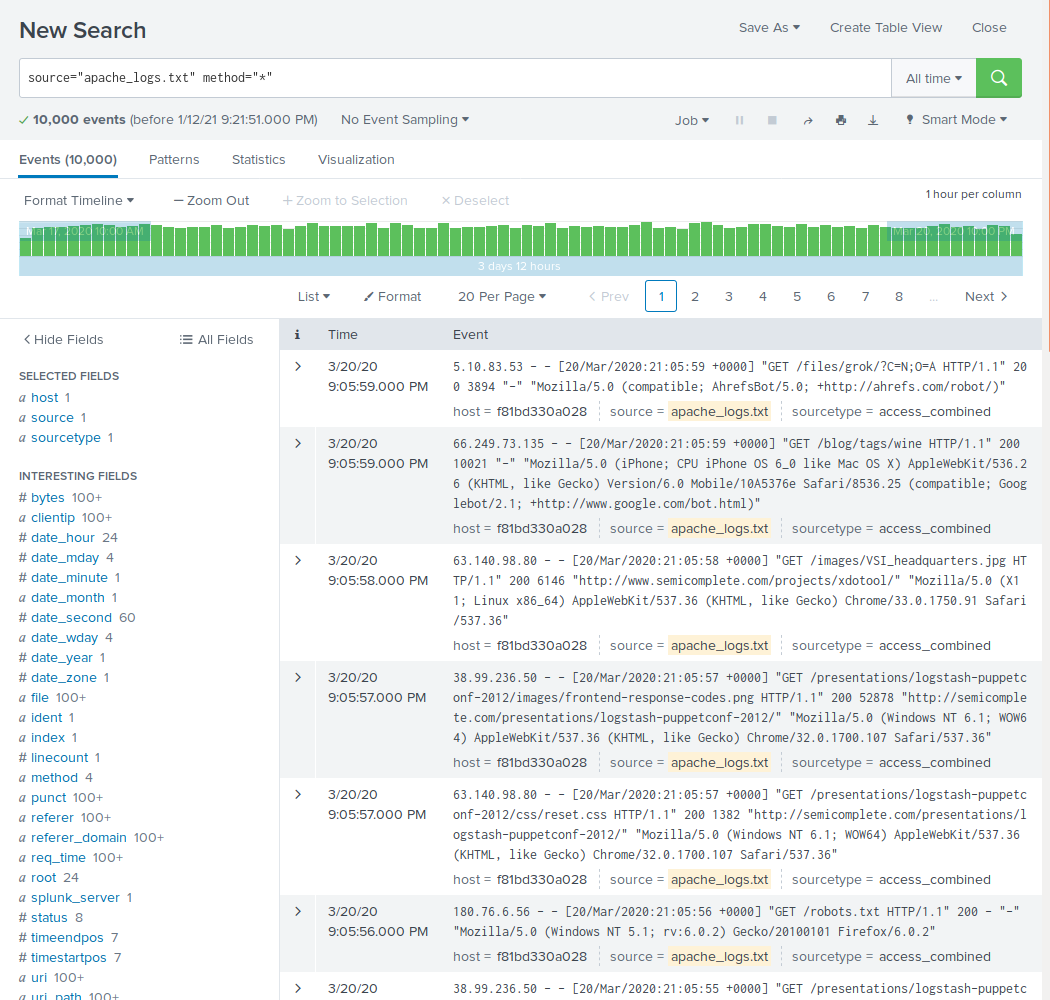 New Search
Save As
Create Table View
Close
source="apache_logs.txt" method="*"
All time
10,000 events (before 1/12/21 9:21:51.000 PM)
No Event Sampling
Job
Smart Mode
Events (10,000)
Patterns
Statistics
Visualization
Format Timeline
— Zoom Out
+ Zoom to Selection
× Deselect
1 hour per column
3 days 12 hours
List
Format
20 Per Page
< Prev
1 2 3 4 5 6 7 8 ... Next >
< Hide Fields
All Fields
SELECTED FIELDS
a host 1
a source 1
a sourcetype 1
INTERESTING FIELDS
# bytes 100+
a clientip 100+
# date_hour 24
# date_mday 4
# date_minute 1
a date_month 1
# date_second 60
a date_wday 4
# date_year 1
# date_zone 1
a file 100+
a ident 1
a index 1
# linecount 1
a method 4
a punct 100+
a referer 100+
a referer_domain 100+
a req_time 100+
a root 24
a splunk_server 1
# status 8
# timeendpos 7
# timestartpos 7
a uri 100+
a uri_path 100+
i Time Event
3/20/20
9:05:59.000 PM
5.10.83.53 - - [20/Mar/2020:21:05:59 +0000] "GET /files/grok/?C=N;O=A HTTP/1.1" 20
0 3894 "-" "Mozilla/5.0 (compatible; AhrefsBot/5.0; +http://ahrefs.com/robot/)"
host = f81bd330a028 source = apache_logs.txt sourcetype = access_combined
3/20/20
9:05:59.000 PM
66.249.73.135 - - [20/Mar/2020:21:05:59 +0000] "GET /blog/tags/wine HTTP/1.1" 200
10021 "-" "Mozilla/5.0 (iPhone; CPU iPhone OS 6_0 like Mac OS X) AppleWebKit/536.2
6 (KHTML, like Gecko) Version/6.0 Mobile/10A5376e Safari/8536.25 (compatible; Goog
lebot/2.1; +http://www.google.com/bot.html)"
host = f81bd330a028 source = apache_logs.txt sourcetype = access_combined
3/20/20
9:05:58.000 PM
63.140.98.80 - - [20/Mar/2020:21:05:58 +0000] "GET /images/VSI_headquarters.jpg HT
TP/1.1" 200 6146 "http://www.semicomplete.com/projects/xdotool/" "Mozilla/5.0 (X1
1; Linux x86_64) AppleWebKit/537.36 (KHTML, like Gecko) Chrome/33.0.1750.91 Safari
/537.36"
host = f81bd330a028 source = apache_logs.txt sourcetype = access_combined
3/20/20
9:05:57.000 PM
38.99.236.50 - - [20/Mar/2020:21:05:57 +0000] "GET /presentations/logstash-puppetc
onf-2012/images/frontend-response-codes.png HTTP/1.1" 200 52878 "http://semicomple
te.com/presentations/logstash-puppetconf-2012/" "Mozilla/5.0 (Windows NT 6.1; WOW6
4) AppleWebKit/537.36 (KHTML, like Gecko) Chrome/32.0.1700.107 Safari/537.36"
host = f81bd330a028 source = apache_logs.txt sourcetype = access_combined
3/20/20
9:05:57.000 PM
63.140.98.80 - - [20/Mar/2020:21:05:57 +0000] "GET /presentations/logstash-puppetc
onf-2012/css/reset.css HTTP/1.1" 200 1382 "http://semicomplete.com/presentations/l
ogstash-puppetconf-2012/" "Mozilla/5.0 (Windows NT 6.1; WOW64) AppleWebKit/537.36
(KHTML, like Gecko) Chrome/32.0.1700.107 Safari/537.36"
host = f81bd330a028 source = apache_logs.txt sourcetype = access_combined
3/20/20
9:05:56.000 PM
180.76.6.56 - - [20/Mar/2020:21:05:56 +0000] "GET /robots.txt HTTP/1.1" 200 - "-"
"Mozilla/5.0 (Windows NT 5.1; rv:6.0.2) Gecko/20100101 Firefox/6.0.2"
host = f81bd330a028 source = apache_logs.txt sourcetype = access_combined
3/20/20
38.99.236.50 - - [20/Mar/2020:21:05:55 +0000] "GET /presentations/logstash-puppetc